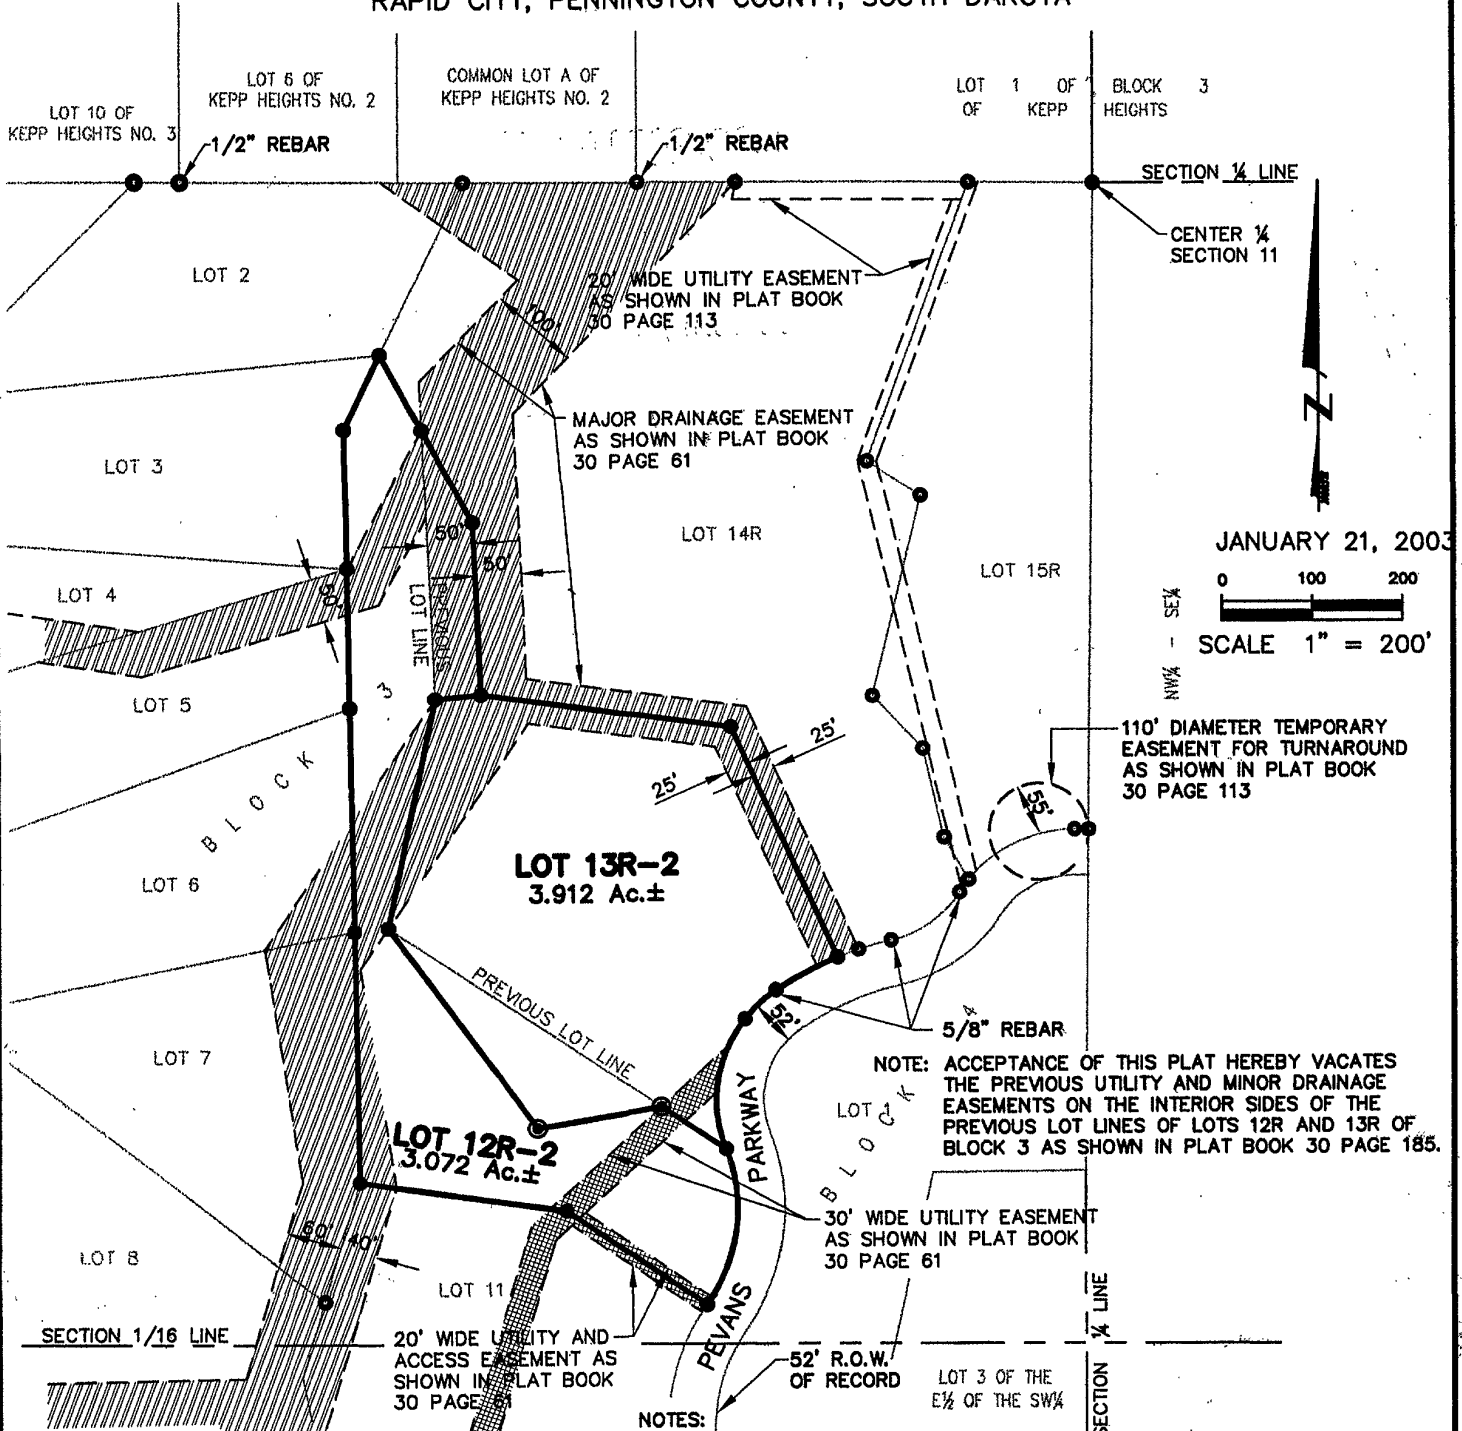 RAPID CITY, PENNINGTON COUNTY, SOUTH DAKOTA
LOT 10 OF
KEPP HEIGHTS NO. 3
LOT 6 OF
KEPP HEIGHTS NO. 2
COMMON LOT A OF
KEPP HEIGHTS NO. 2
LOT 1 OF BLOCK 3
OF KEPP HEIGHTS
1/2" REBAR
1/2" REBAR
SECTION ¼ LINE
CENTER ¼
SECTION 11
LOT 2
20' WIDE UTILITY EASEMENT
AS SHOWN IN PLAT BOOK
30 PAGE 113
100'
MAJOR DRAINAGE EASEMENT
AS SHOWN IN PLAT BOOK
30 PAGE 61
LOT 3
LOT 14R
LOT 15R
50'
50'
50'
LOT 4
PREVIOUS
LOT LINE
N
JANUARY 21, 2003
0 100 200'
SCALE 1" = 200'
NW¼ - SE¼
LOT 5
BLOCK 3
25'
25'
110' DIAMETER TEMPORARY
EASEMENT FOR TURNAROUND
AS SHOWN IN PLAT BOOK
30 PAGE 113
55'
LOT 13R-2
3.912 Ac.±
LOT 6
PREVIOUS LOT LINE
52'
5/8" REBAR
LOT 7
NOTE: ACCEPTANCE OF THIS PLAT HEREBY VACATES
THE PREVIOUS UTILITY AND MINOR DRAINAGE
EASEMENTS ON THE INTERIOR SIDES OF THE
PREVIOUS LOT LINES OF LOTS 12R AND 13R OF
BLOCK 3 AS SHOWN IN PLAT BOOK 30 PAGE 185.
LOT 1
BLOCK 4
LOT 12R-2
3.072 Ac.±
PEVANS PARKWAY
30' WIDE UTILITY EASEMENT
AS SHOWN IN PLAT BOOK
30 PAGE 61
60' 40'
LOT 8
LOT 11
SECTION 1/16 LINE
20' WIDE UTILITY AND
ACCESS EASEMENT AS
SHOWN IN PLAT BOOK
30 PAGE 61
52' R.O.W.
OF RECORD
LOT 3 OF THE
E½ OF THE SW¼
SECTION ¼ LINE
NOTES: